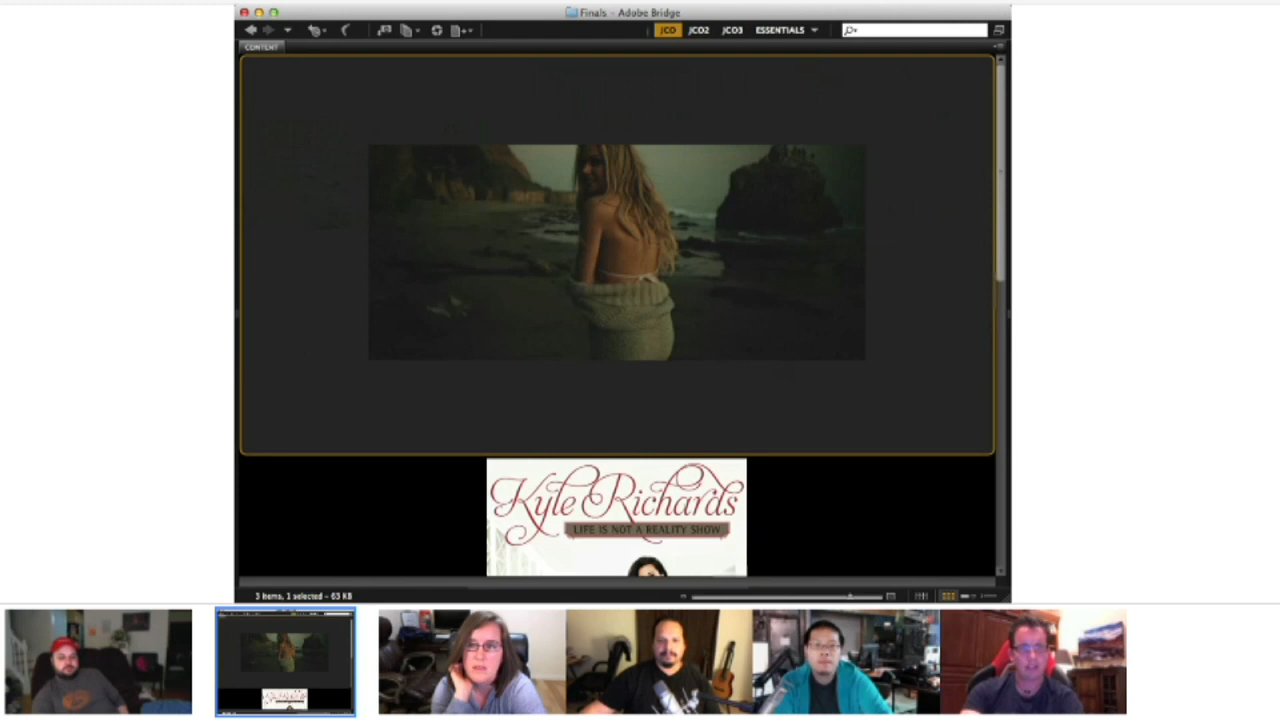 Finals - Adobe Bridge
JCO JCO2 JCO3 ESSENTIALS
CONTENT
Kyle Richards
LIFE IS NOT A REALITY SHOW
3 items, 1 selected - 63 KB